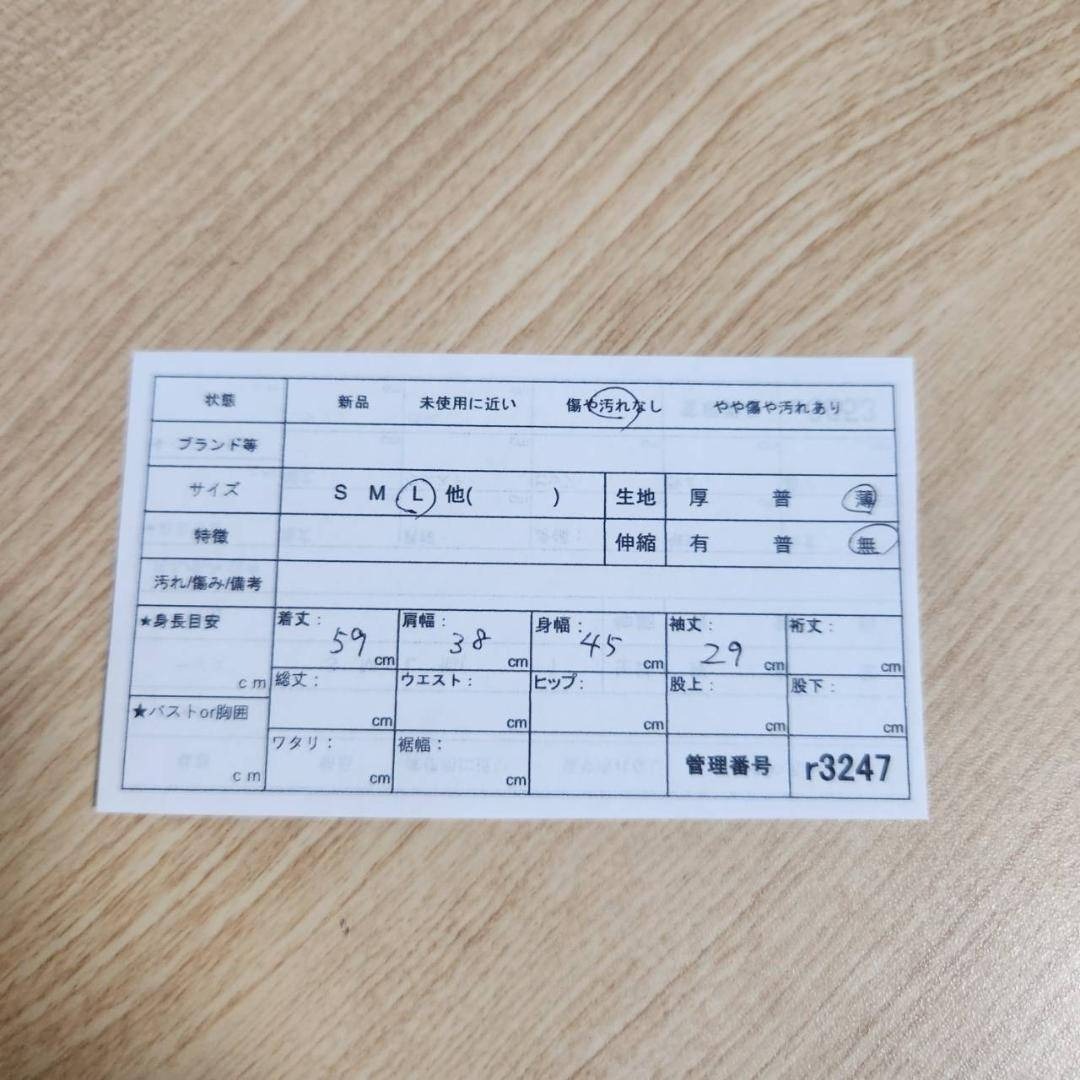 状態 新品 未使用に近い 傷や汚れなし やや傷や汚れあり
ブランド等
サイズ S M L 他( ) 生地 厚 普 薄
特徴 伸縮 有 普 無
汚れ/傷み/備考
★身長目安 cm 着丈: 59 cm 肩幅: 38 cm 身幅: 45 cm 袖丈: 29 cm 裄丈: cm
総丈: cm ウエスト: cm ヒップ: cm 股上: cm 股下: cm
★バストor胸囲 cm ワタリ: cm 裾幅: cm 管理番号 r3247